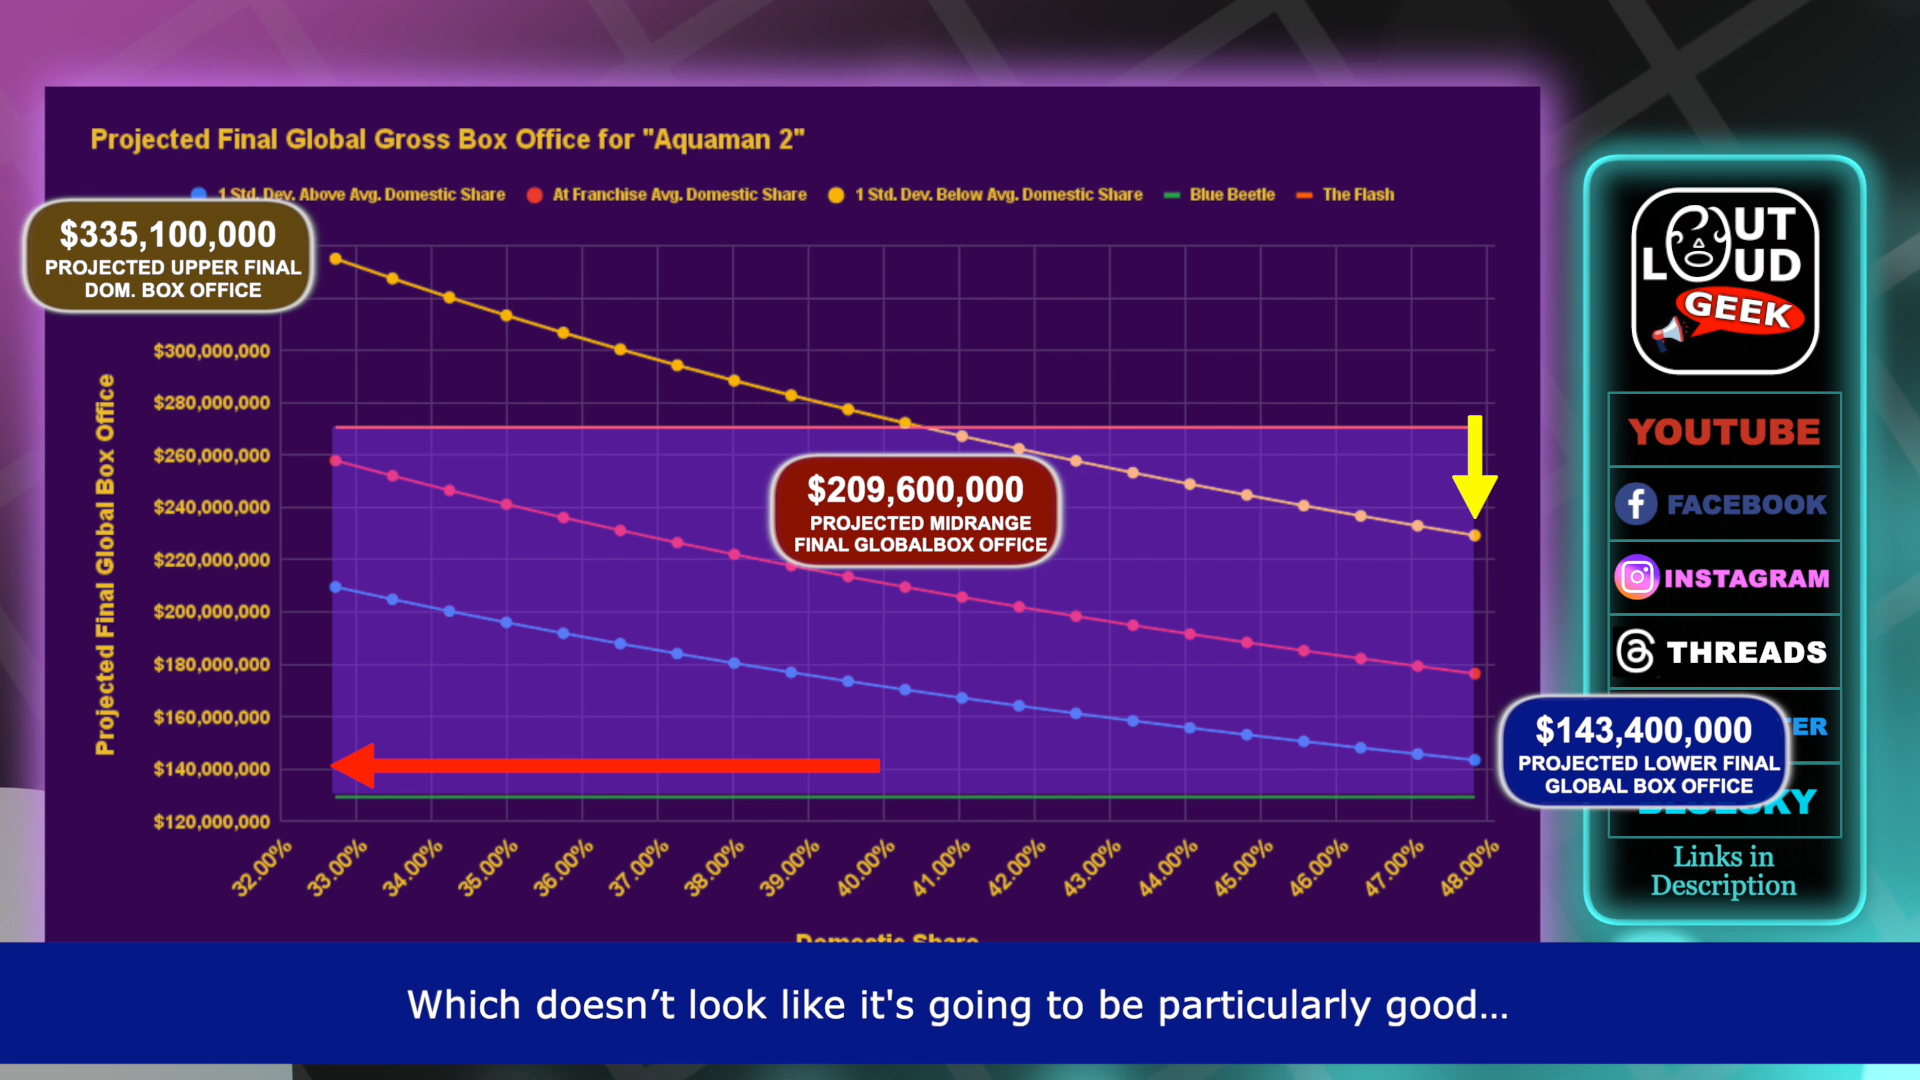 Projected Final Global Gross Box Office for "Aquaman 2"
1 Std. Dev. Above Avg. Domestic Share
At Franchise Avg. Domestic Share
1 Std. Dev. Below Avg. Domestic Share
Blue Beetle
The Flash
$335,100,000
PROJECTED UPPER FINAL
DOM. BOX OFFICE
Projected Final Global Box Office
$300,000,000
$280,000,000
$260,000,000
$240,000,000
$220,000,000
$200,000,000
$180,000,000
$160,000,000
$140,000,000
$120,000,000
$209,600,000
PROJECTED MIDRANGE
FINAL GLOBALBOX OFFICE
32.00%
33.00%
34.00%
35.00%
36.00%
37.00%
38.00%
39.00%
40.00%
41.00%
42.00%
43.00%
44.00%
45.00%
46.00%
47.00%
48.00%
Domestic Share
OUT
LOUD
GEEK
YOUTUBE
FACEBOOK
INSTAGRAM
THREADS
$143,400,000
PROJECTED LOWER FINAL
GLOBAL BOX OFFICE
ER
BLUESKY
Links in
Description
Which doesn’t look like it's going to be particularly good...